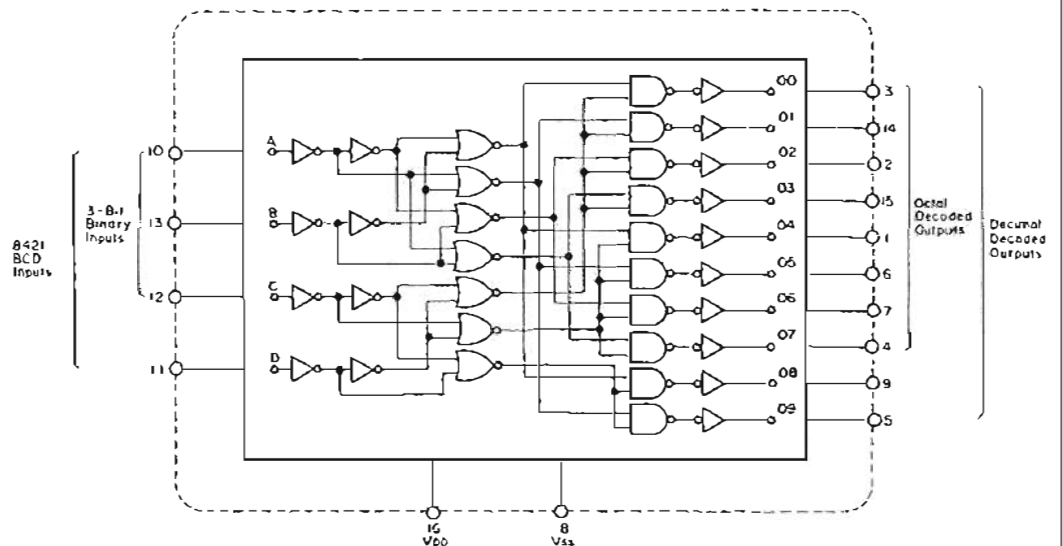 8421
BCD
Inputs
3-Bit
Binary
Inputs
10
13
12
11
A
B
C
D
00
01
02
03
04
05
06
07
08
09
3
14
2
15
1
6
7
4
9
5
Octal
Decoded
Outputs
Decimal
Decoded
Outputs
16
VDD
8
VSS